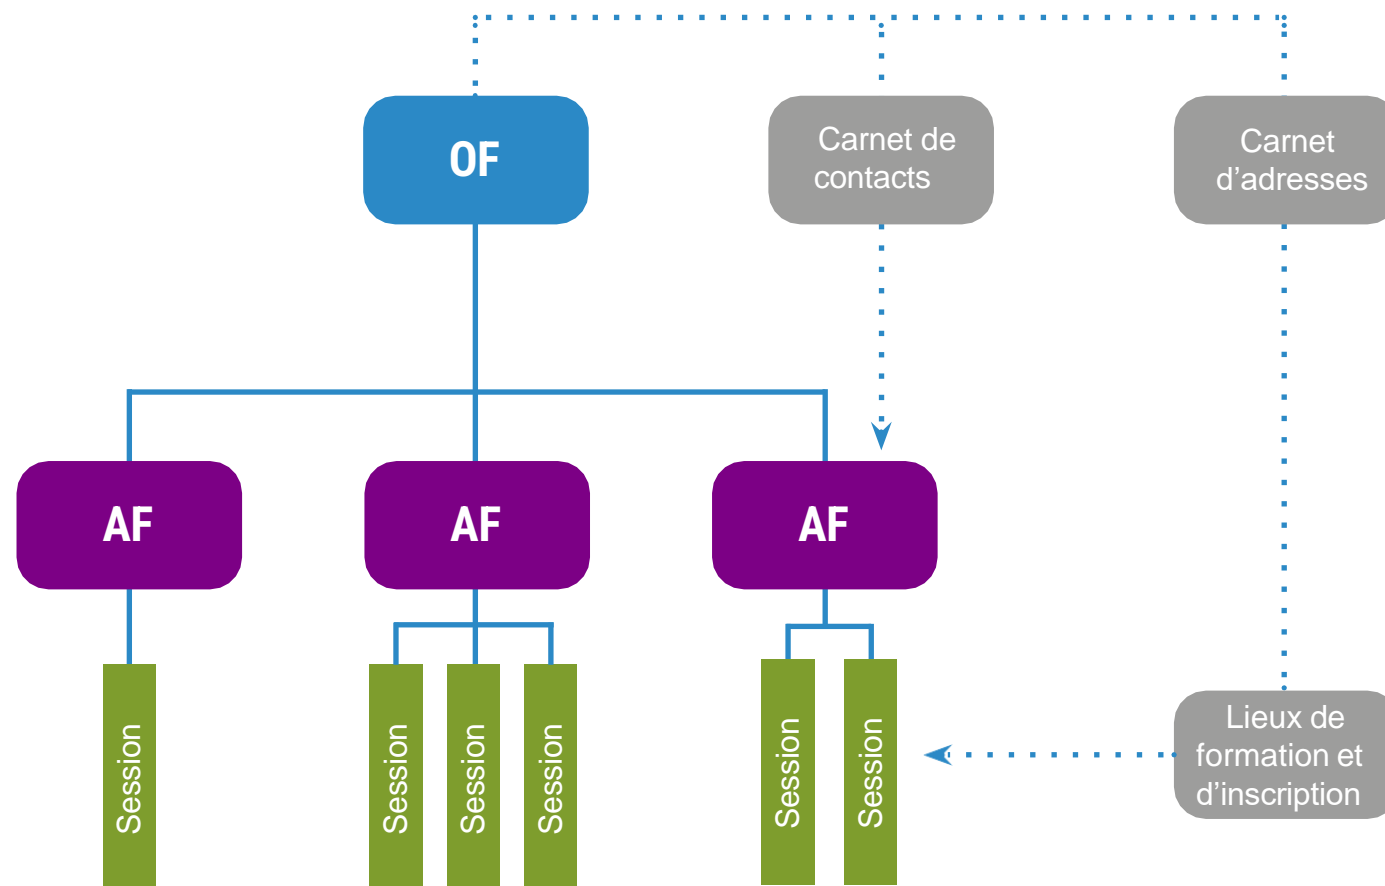 OF
Carnet de
contacts
Carnet
d’adresses
AF
AF
AF
Session
Session
Session
Session
Session
Session
Lieux de
formation et
d’inscription